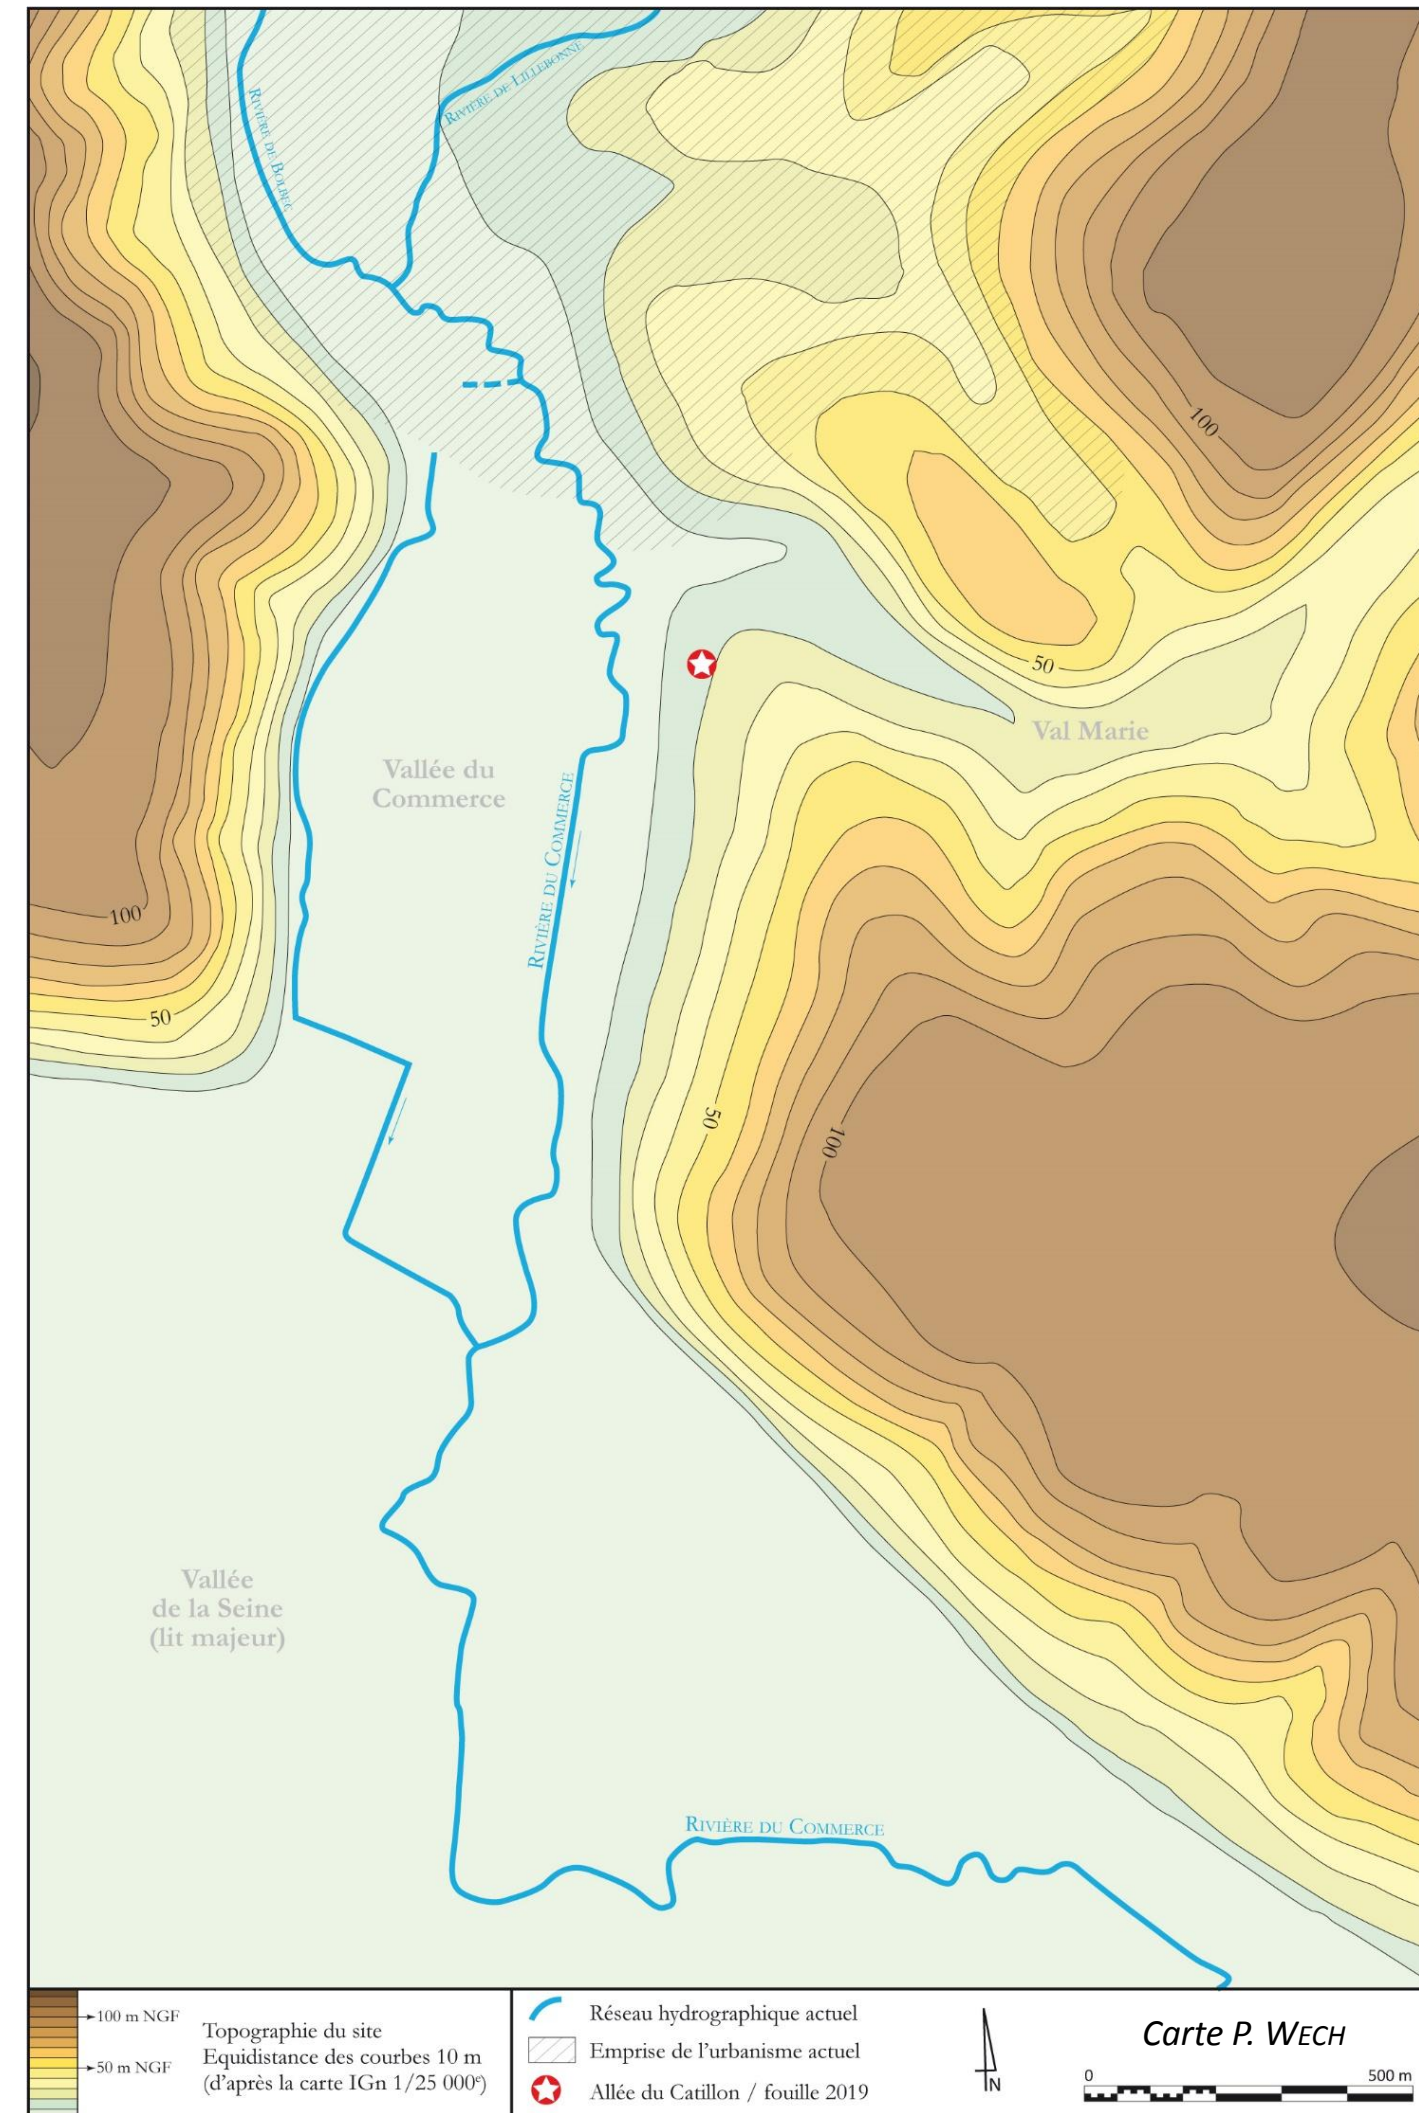 Rivière de Lillebonne
Rivière de Bolbec
100
50
Val Marie
Vallée du
Commerce
Rivière du Commerce
100
50
50
100
Vallée
de la Seine
(lit majeur)
Rivière du Commerce
100 m NGF
50 m NGF
Topographie du site
Equidistance des courbes 10 m
(d'après la carte IGn 1/25 000e)
Réseau hydrographique actuel
Emprise de l'urbanisme actuel
Allée du Catillon / fouille 2019
N
Carte P. Wech
0
500 m